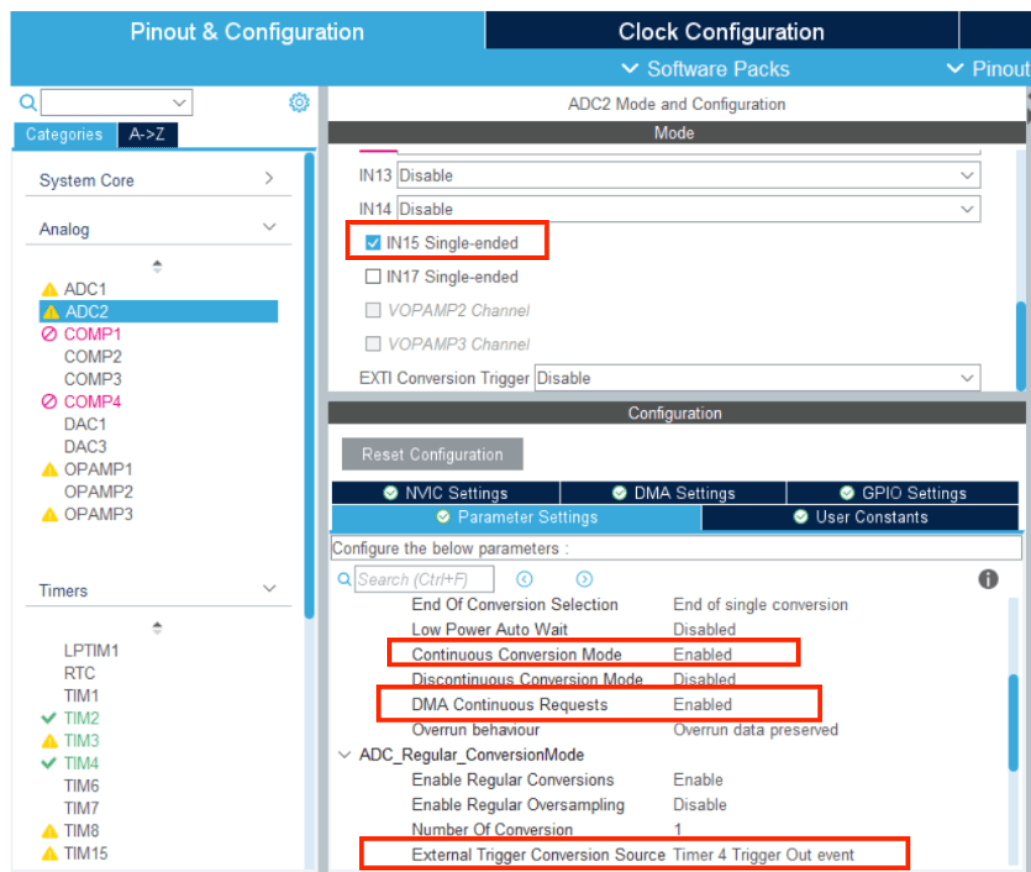 Pinout & Configuration
Clock Configuration
Software Packs
Pinout
Categories
A->Z
System Core
Analog
ADC1
ADC2
COMP1
COMP2
COMP3
COMP4
DAC1
DAC3
OPAMP1
OPAMP2
OPAMP3
Timers
LPTIM1
RTC
TIM1
TIM2
TIM3
TIM4
TIM6
TIM7
TIM8
TIM15
ADC2 Mode and Configuration
Mode
IN13 Disable
IN14 Disable
IN15 Single-ended
IN17 Single-ended
VOPAMP2 Channel
VOPAMP3 Channel
EXTI Conversion Trigger Disable
Configuration
Reset Configuration
NVIC Settings
DMA Settings
GPIO Settings
Parameter Settings
User Constants
Configure the below parameters :
Search (Ctrl+F)
End Of Conversion Selection End of single conversion
Low Power Auto Wait Disabled
Continuous Conversion Mode Enabled
Discontinuous Conversion Mode Disabled
DMA Continuous Requests Enabled
Overrun behaviour Overrun data preserved
ADC_Regular_ConversionMode
Enable Regular Conversions Enable
Enable Regular Oversampling Disable
Number Of Conversion 1
External Trigger Conversion Source Timer 4 Trigger Out event